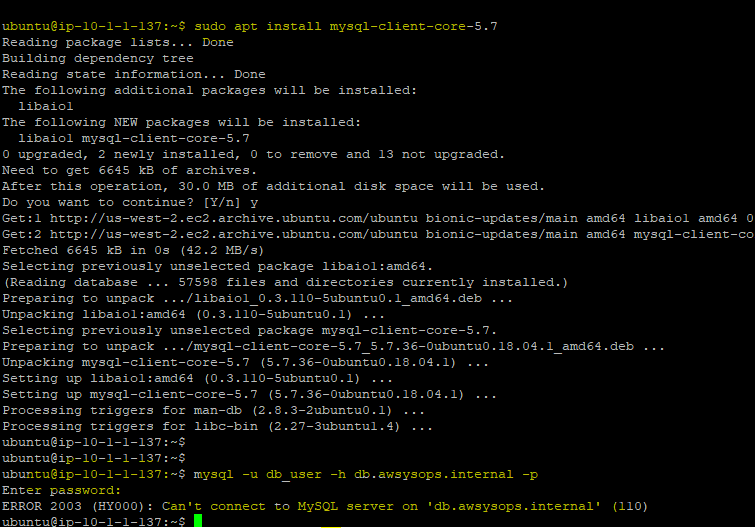 ubuntu@ip-10-1-1-137:~$ sudo apt install mysql-client-core-5.7
Reading package lists... Done
Building dependency tree
Reading state information... Done
The following additional packages will be installed:
  libaio1
The following NEW packages will be installed:
  libaio1 mysql-client-core-5.7
0 upgraded, 2 newly installed, 0 to remove and 13 not upgraded.
Need to get 6645 kB of archives.
After this operation, 30.0 MB of additional disk space will be used.
Do you want to continue? [Y/n] y
Get:1 http://us-west-2.ec2.archive.ubuntu.com/ubuntu bionic-updates/main amd64 libaio1 amd64 0
Get:2 http://us-west-2.ec2.archive.ubuntu.com/ubuntu bionic-updates/main amd64 mysql-client-co
Fetched 6645 kB in 0s (42.2 MB/s)
Selecting previously unselected package libaio1:amd64.
(Reading database ... 57598 files and directories currently installed.)
Preparing to unpack .../libaio1_0.3.110-5ubuntu0.1_amd64.deb ...
Unpacking libaio1:amd64 (0.3.110-5ubuntu0.1) ...
Selecting previously unselected package mysql-client-core-5.7.
Preparing to unpack .../mysql-client-core-5.7_5.7.36-0ubuntu0.18.04.1_amd64.deb ...
Unpacking mysql-client-core-5.7 (5.7.36-0ubuntu0.18.04.1) ...
Setting up libaio1:amd64 (0.3.110-5ubuntu0.1) ...
Setting up mysql-client-core-5.7 (5.7.36-0ubuntu0.18.04.1) ...
Processing triggers for man-db (2.8.3-2ubuntu0.1) ...
Processing triggers for libc-bin (2.27-3ubuntu1.4) ...
ubuntu@ip-10-1-1-137:~$
ubuntu@ip-10-1-1-137:~$
ubuntu@ip-10-1-1-137:~$ mysql -u db_user -h db.awsysops.internal -p
Enter password:
ERROR 2003 (HY000): Can't connect to MySQL server on 'db.awsysops.internal' (110)
ubuntu@ip-10-1-1-137:~$